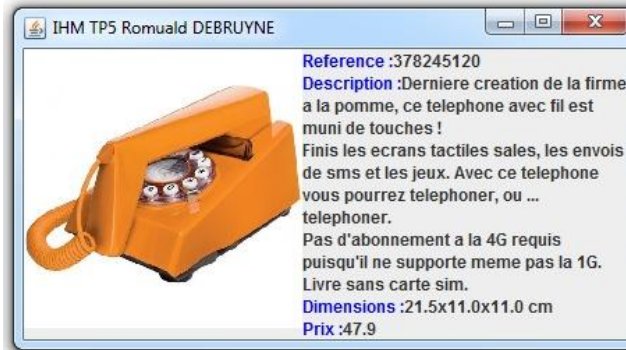 IHM TP5 Romuald DEBRUYNE
Reference :378245120
Description :Derniere creation de la firme
a la pomme, ce telephone avec fil est
muni de touches !
Finis les ecrans tactiles sales, les envois
de sms et les jeux. Avec ce telephone
vous pourrez telephoner, ou ...
telephoner.
Pas d'abonnement a la 4G requis
puisqu'il ne supporte meme pas la 1G.
Livre sans carte sim.
Dimensions :21.5x11.0x11.0 cm
Prix :47.9